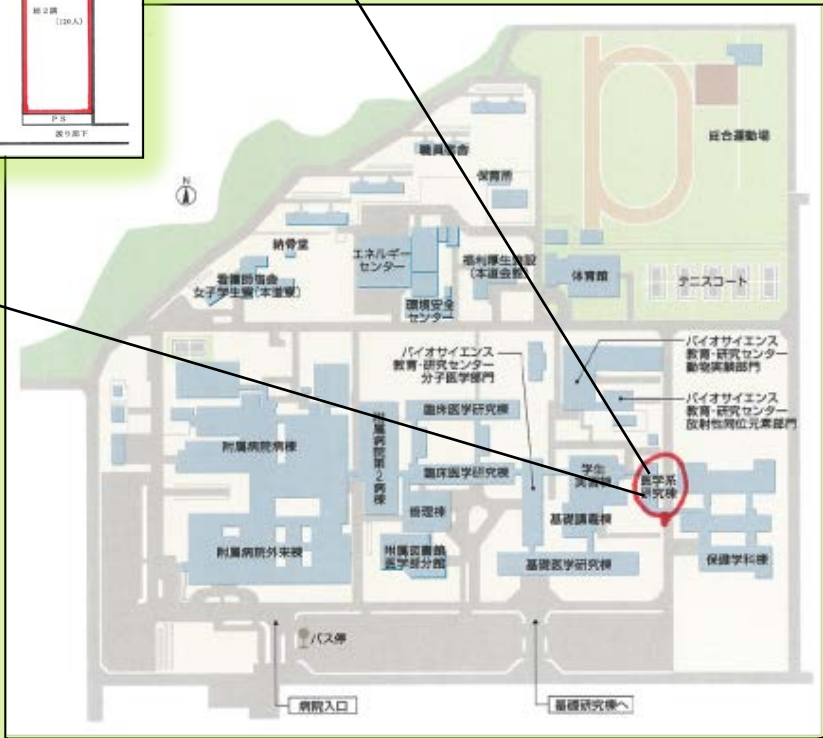 総2講
(120人)
PS
渡り廊下
N
総合運動場
職員宿舎
保育所
納骨堂
エネルギー
センター
福利厚生施設
(本道会館)
体育館
看護師宿舎
女子学生寮(本道寮)
環境安全
センター
テニスコート
バイオサイエンス
教育・研究センター
分子医学部門
バイオサイエンス
教育・研究センター
動物実験部門
バイオサイエンス
教育・研究センター
放射性同位元素部門
臨床医学研究棟
附属病院病棟
附属病院第2病棟
臨床医学研究棟
学生
実習棟
医学系
研究棟
管理棟
基礎講義棟
附属病院外来棟
附属図書館
医学部分館
基礎医学研究棟
保健学科棟
バス停
病院入口
基礎研究棟へ